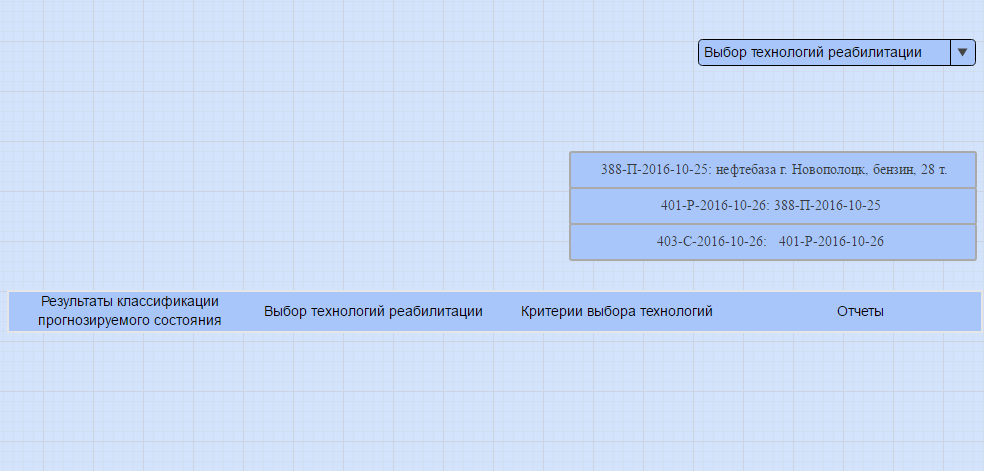 Выбор технологий реабилитации
388-П-2016-10-25: нефтебаза г. Новополоцк, бензин, 28 т.
401-Р-2016-10-26: 388-П-2016-10-25
403-С-2016-10-26: 401-Р-2016-10-26
Результаты классификации
прогнозируемого состояния
Выбор технологий реабилитации
Критерии выбора технологий
Отчеты